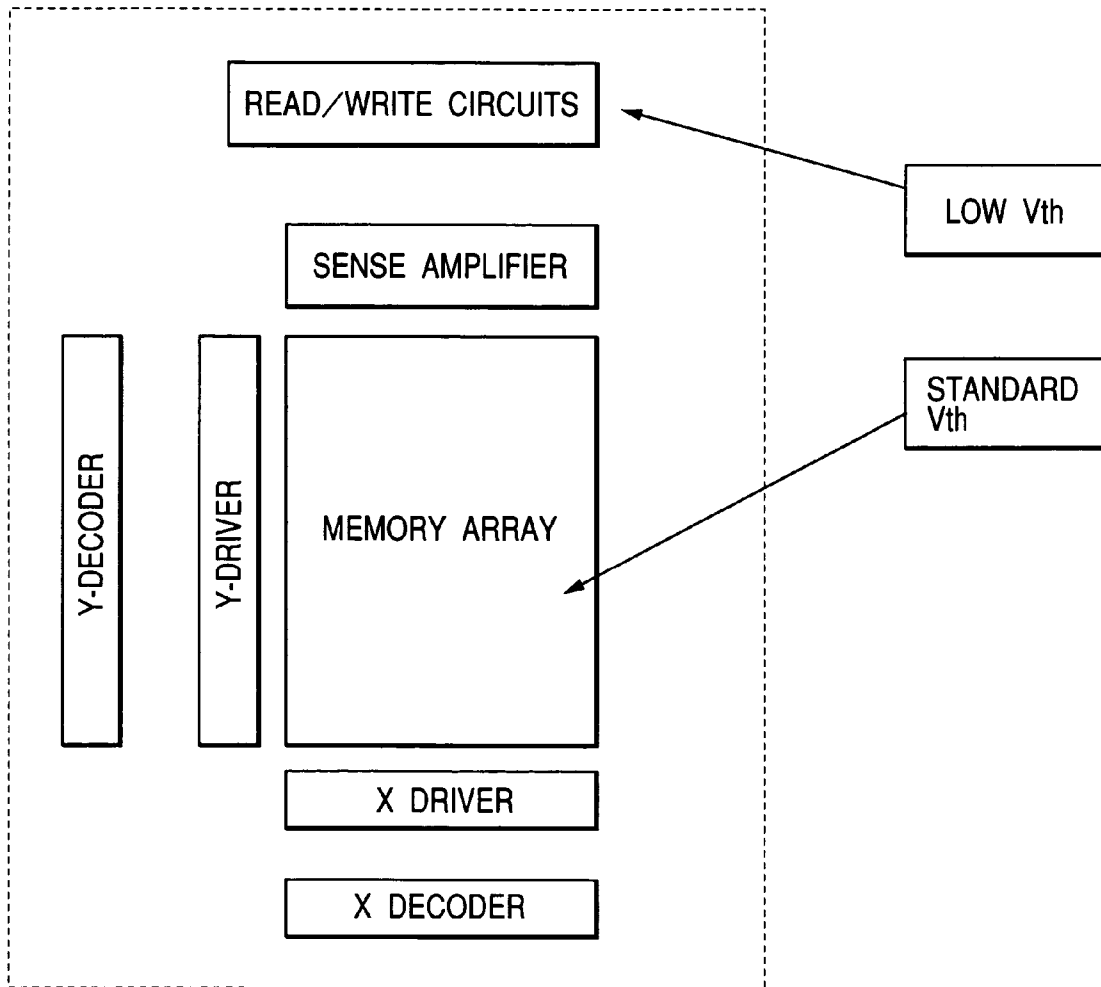 READ/WRITE CIRCUITS
LOW Vth
SENSE AMPLIFIER
STANDARD
Vth
Y-DECODER
Y-DRIVER
MEMORY ARRAY
X DRIVER
X DECODER